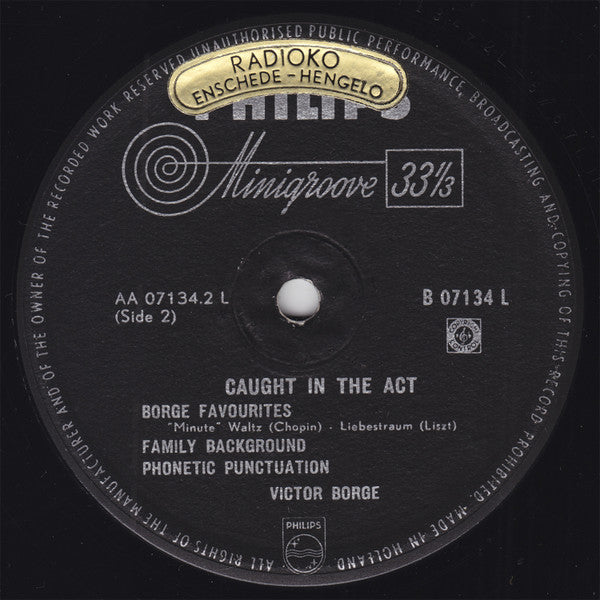 ALL RIGHTS OF THE MANUFACTURER AND OF THE OWNER OF THE RECORDED WORK RESERVED UNAUTHORISED PUBLIC PERFORMANCE, BROADCASTING AND COPYING OF THIS RECORD PROHIBITED. MADE IN HOLLAND
RADIOKO
ENSCHEDE - HENGELO
PHILIPS
Minigroove 33⅓
AA 07134.2 L
(Side 2)
B 07134 L
CAUGHT IN THE ACT
BORGE FAVOURITES
"Minute" Waltz (Chopin) - Liebestraum (Liszt)
FAMILY BACKGROUND
PHONETIC PUNCTUATION
VICTOR BORGE
PHILIPS